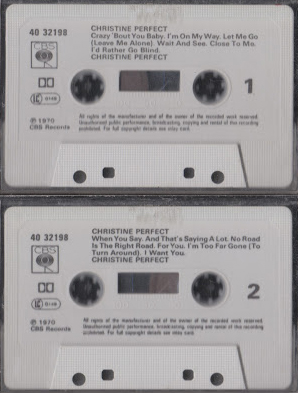 CHRISTINE PERFECT
40 32198
Crazy 'Bout You Baby. I'm On My Way. Let Me Go
(Leave Me Alone). Wait And See. Close To Me.
I'd Rather Go Blind.
CHRISTINE PERFECT
CBS
1
℗ 1970
CBS Records
All rights of the manufacturer and of the owner of the recorded work reserved.
Unauthorised public performance, broadcasting, copying and rental of this recording
prohibited. For full copyright details see inlay card.
CHRISTINE PERFECT
40 32198
When You Say. And That's Saying A Lot. No Road
Is The Right Road. For You. I'm Too Far Gone (To
Turn Around). I Want You.
CHRISTINE PERFECT
CBS
2
℗ 1970
CBS Records
All rights of the manufacturer and of the owner of the recorded work reserved.
Unauthorised public performance, broadcasting, copying and rental of this recording
prohibited. For full copyright details see inlay card.